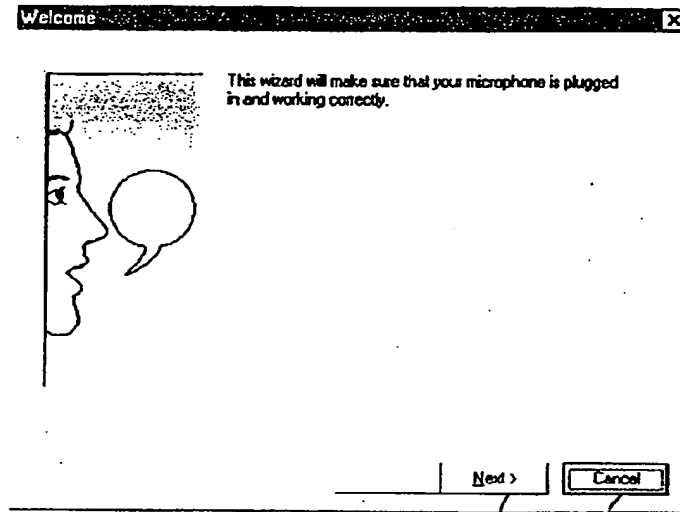 Welcome
This wizard will make sure that your microphone is plugged
in and working correctly.
Next >
Cancel